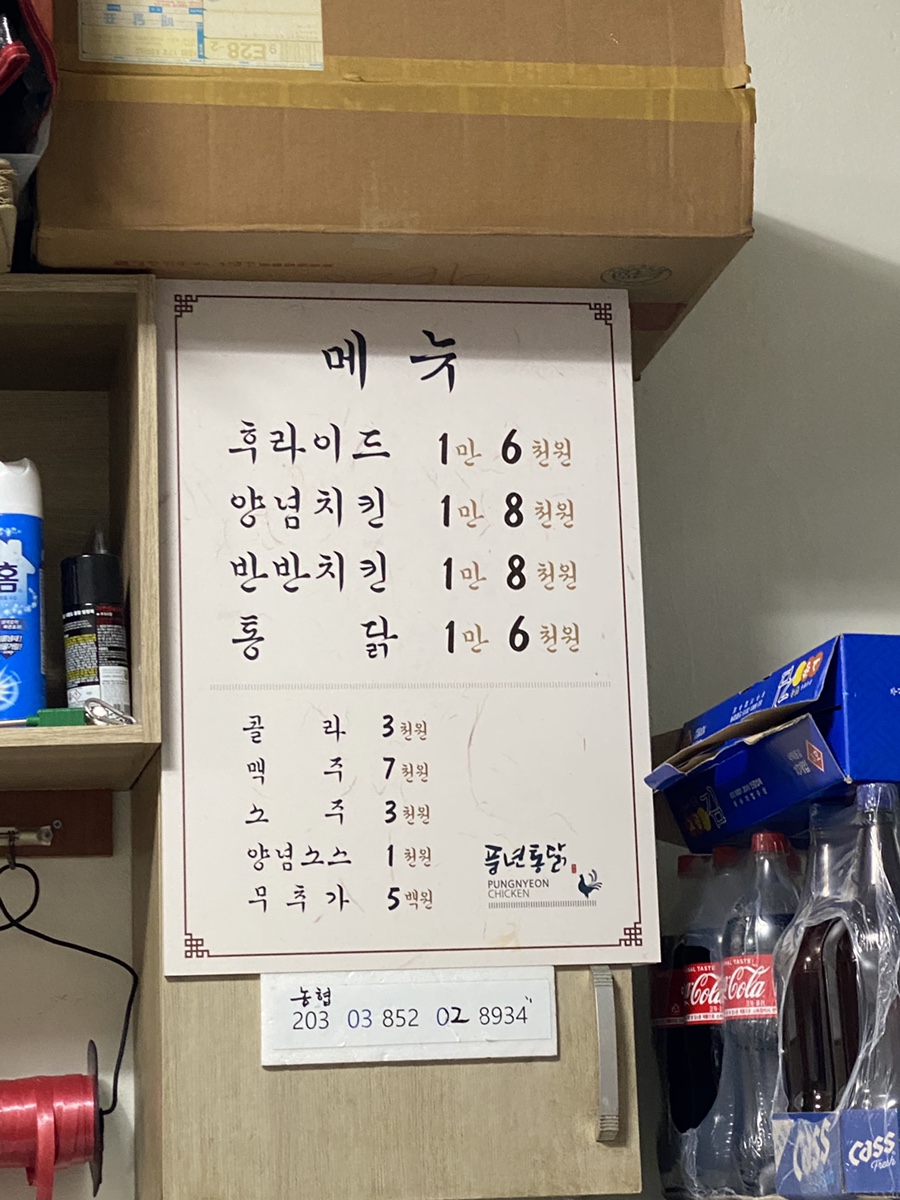 E28-2
메 뉴
후라이드 1만 6천원
양념치킨 1만 8천원
반반치킨 1만 8천원
통 닭 1만 6천원
콜 라 3천원
맥 주 7천원
소 주 3천원
양념소스 1천원
무 추 가 5백원
풍년통닭
PUNGNYEON
CHICKEN
농협
203 03 852 02 8934
홈
Coca
Cola
cass
cass
Fresh